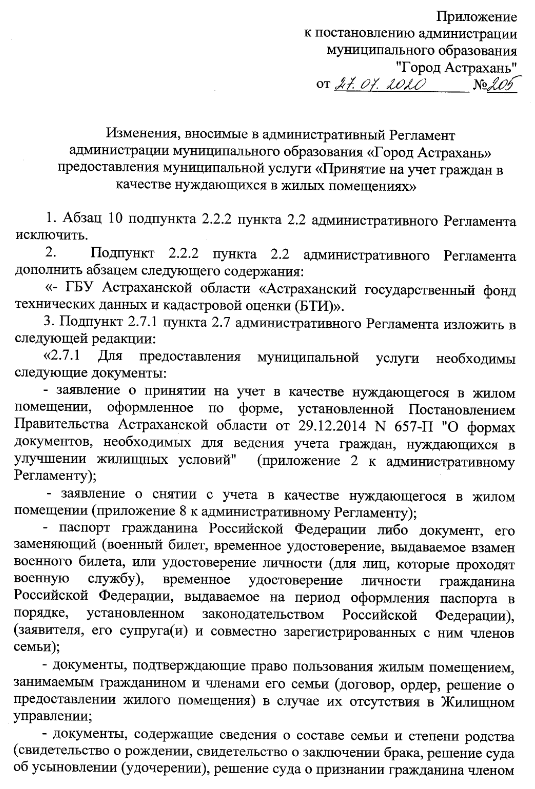 Приложение
к постановлению администрации
муниципального образования
"Город Астрахань"
от 27.07.2020 № 205
Изменения, вносимые в административный Регламент
администрации муниципального образования «Город Астрахань»
предоставления муниципальной услуги «Принятие на учет граждан в
качестве нуждающихся в жилых помещениях»
1. Абзац 10 подпункта 2.2.2 пункта 2.2 административного Регламента
исключить.
2. Подпункт 2.2.2 пункта 2.2 административного Регламента
дополнить абзацем следующего содержания:
«- ГБУ Астраханской области «Астраханский государственный фонд
технических данных и кадастровой оценки (БТИ)».
3. Подпункт 2.7.1 пункта 2.7 административного Регламента изложить в
следующей редакции:
«2.7.1 Для предоставления муниципальной услуги необходимы
следующие документы:
- заявление о принятии на учет в качестве нуждающегося в жилом
помещении, оформленное по форме, установленной Постановлением
Правительства Астраханской области от 29.12.2014 N 657-П "О формах
документов, необходимых для ведения учета граждан, нуждающихся в
улучшении жилищных условий" (приложение 2 к административному
Регламенту);
- заявление о снятии с учета в качестве нуждающегося в жилом
помещении (приложение 8 к административному Регламенту);
- паспорт гражданина Российской Федерации либо документ, его
заменяющий (военный билет, временное удостоверение, выдаваемое взамен
военного билета, или удостоверение личности (для лиц, которые проходят
военную службу), временное удостоверение личности гражданина
Российской Федерации, выдаваемое на период оформления паспорта в
порядке, установленном законодательством Российской Федерации),
(заявителя, его супруга(и) и совместно зарегистрированных с ним членов
семьи);
- документы, подтверждающие право пользования жилым помещением,
занимаемым гражданином и членами его семьи (договор, ордер, решение о
предоставлении жилого помещения) в случае их отсутствия в Жилищном
управлении;
- документы, содержащие сведения о составе семьи и степени родства
(свидетельство о рождении, свидетельство о заключении брака, решение суда
об усыновлении (удочерении), решение суда о признании гражданина членом